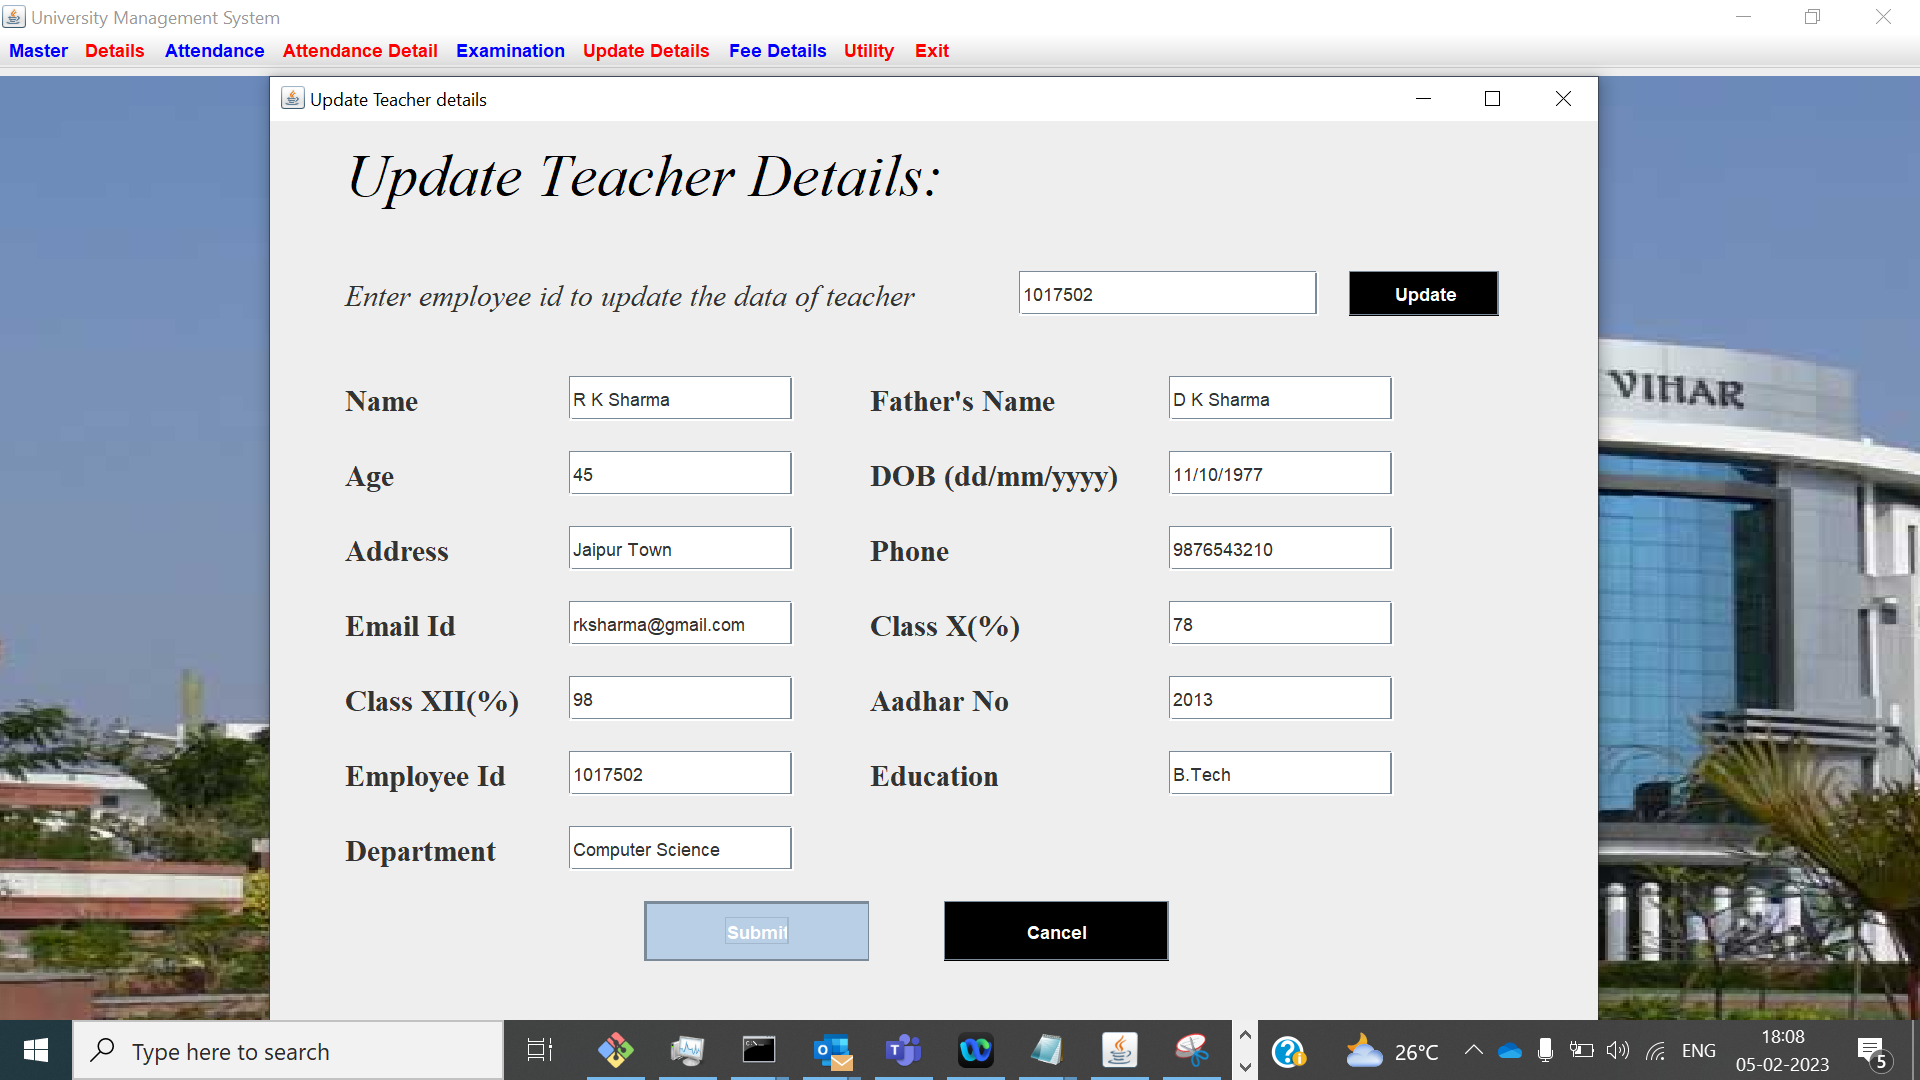 University Management System
Master Details Attendance Attendance Detail Examination Update Details Fee Details Utility Exit
Update Teacher details
Update Teacher Details:
Enter employee id to update the data of teacher 1017502 Update
Name R K Sharma Father's Name D K Sharma
Age 45 DOB (dd/mm/yyyy) 11/10/1977
Address Jaipur Town Phone 9876543210
Email Id rksharma@gmail.com Class X(%) 78
Class XII(%) 98 Aadhar No 2013
Employee Id 1017502 Education B.Tech
Department Computer Science
Submit Cancel
VIHAR
Type here to search
26°C ENG
18:08
05-02-2023
5